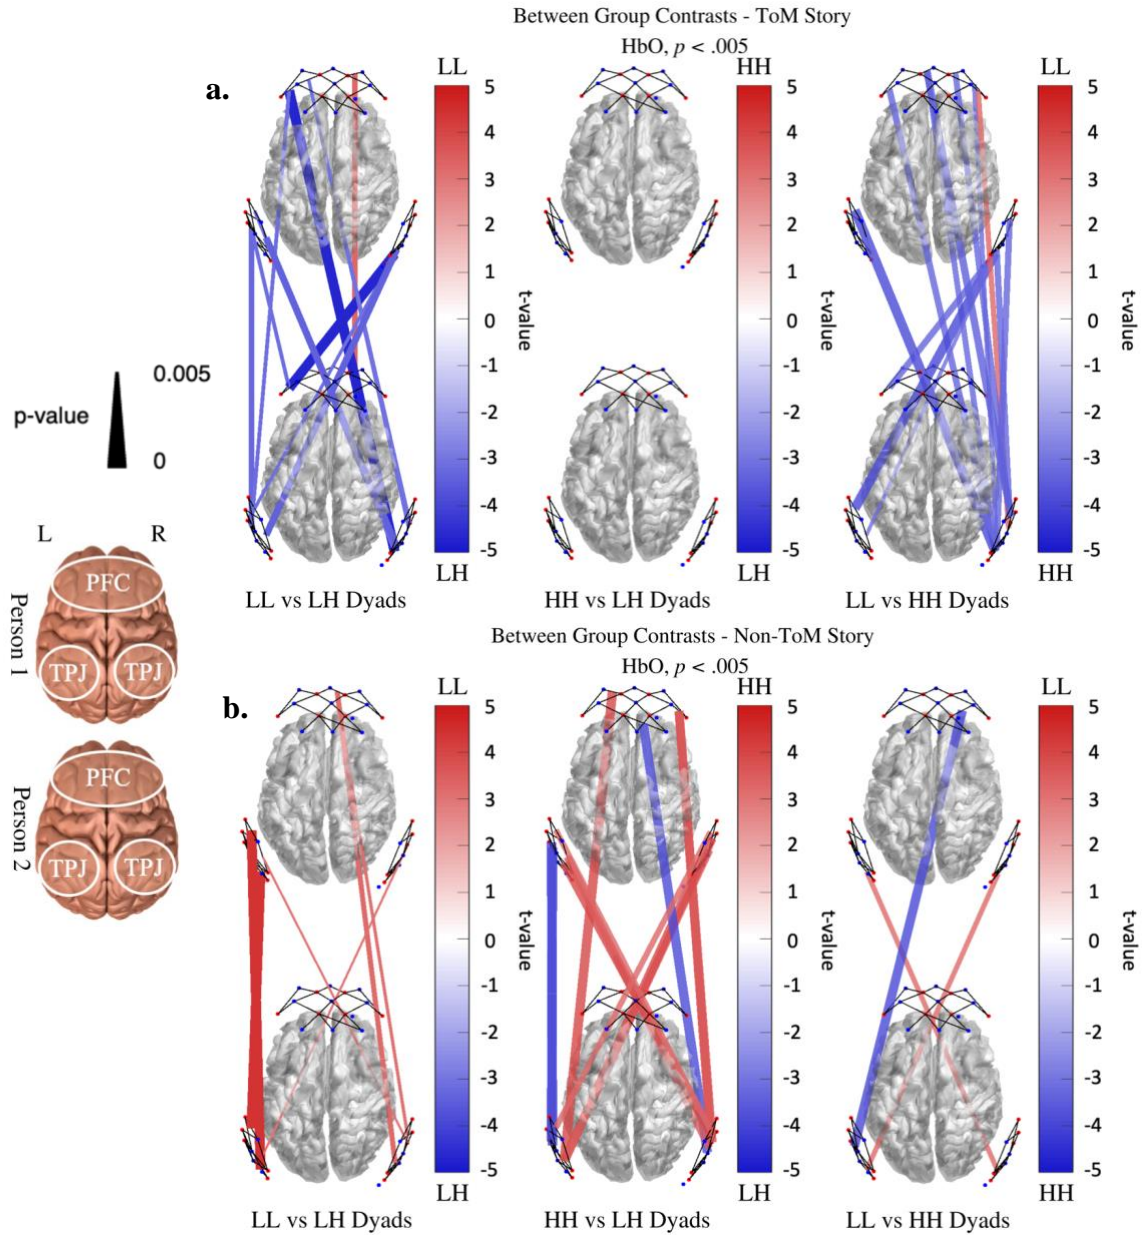 Between Group Contrasts - ToM Story
HbO, p < .005
a.
LL
5
4
3
2
1
0
-1
-2
-3
-4
-5
LH
t-value
LL vs LH Dyads
HH
5
4
3
2
1
0
-1
-2
-3
-4
-5
LH
t-value
HH vs LH Dyads
LL
5
4
3
2
1
0
-1
-2
-3
-4
-5
HH
t-value
LL vs HH Dyads
p-value
0.005
0
L R
Person 1
PFC
TPJ TPJ
Person 2
PFC
TPJ TPJ
Between Group Contrasts - Non-ToM Story
HbO, p < .005
b.
LL
5
4
3
2
1
0
-1
-2
-3
-4
-5
LH
t-value
LL vs LH Dyads
HH
5
4
3
2
1
0
-1
-2
-3
-4
-5
LH
t-value
HH vs LH Dyads
LL
5
4
3
2
1
0
-1
-2
-3
-4
-5
HH
t-value
LL vs HH Dyads